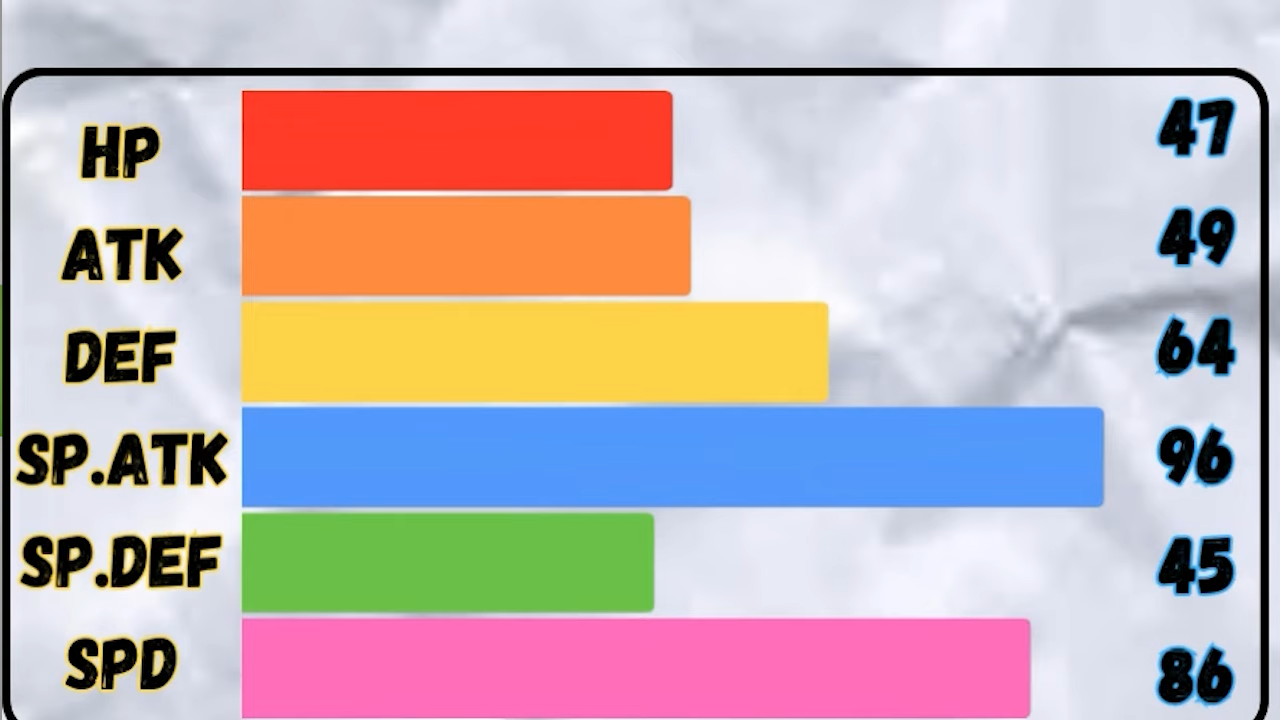 HP 47
ATK 49
DEF 64
SP.ATK 96
SP.DEF 45
SPD 86